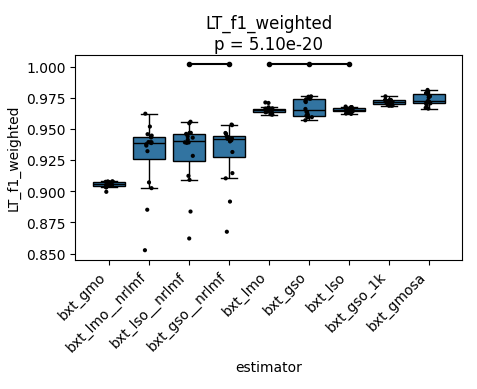 LT_f1_weighted
p = 5.10e-20
LT_f1_weighted
1.000
0.975
0.950
0.925
0.900
0.875
0.850
bxt_gmo
bxt_lmo__nrlmf
bxt_lso__nrlmf
bxt_gso__nrlmf
bxt_lmo
bxt_gso
bxt_lso
bxt_gso_1k
bxt_gmosa
estimator